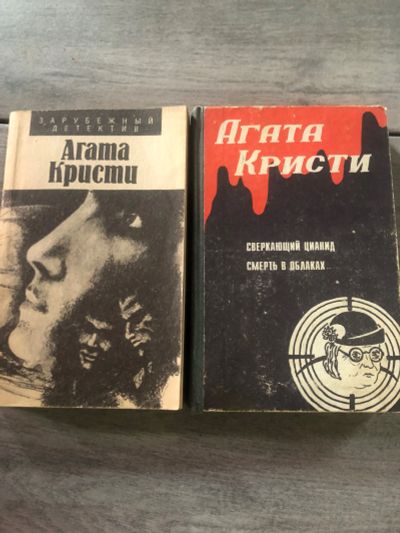 ЗАРУБЕЖНЫЙ
ДЕТЕКТИВ
Агата
Кристи
АГАТА
КРИСТИ
СВЕРКАЮЩИЙ ЦИАНИД
СМЕРТЬ В ОБЛАКАХ